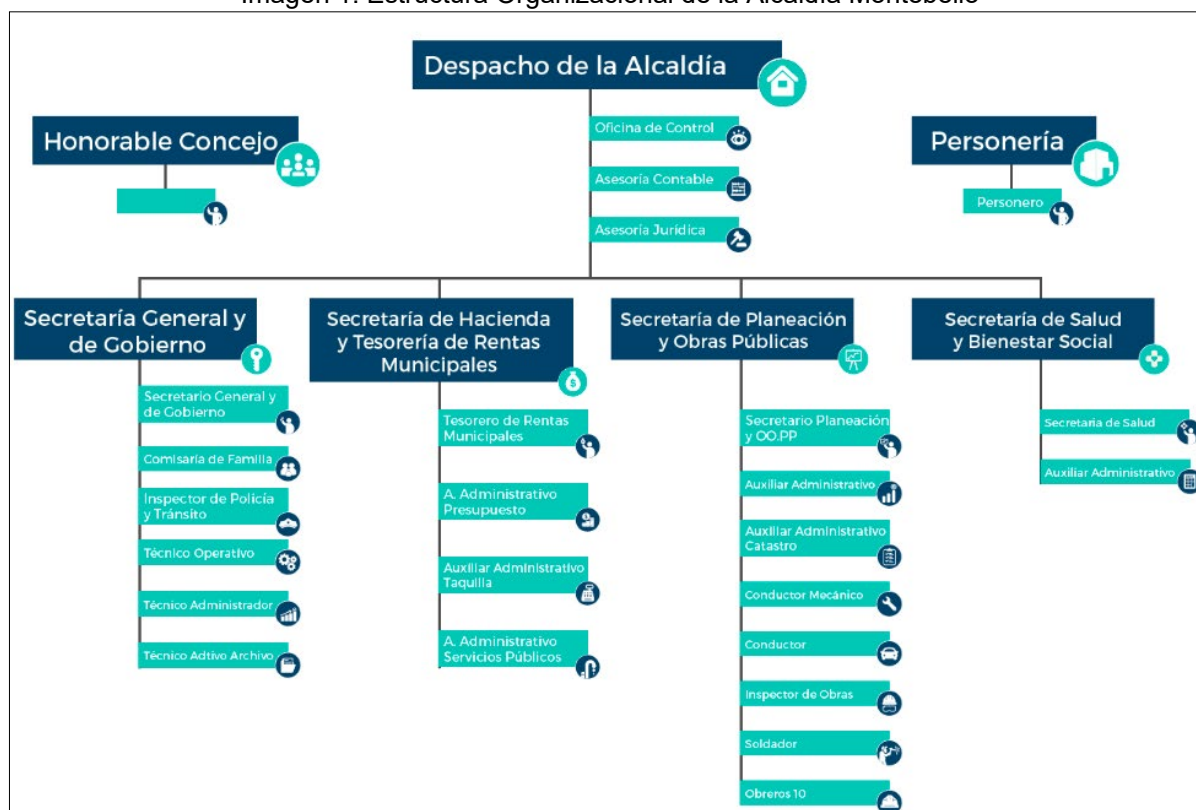 Imagen 1. Estructura Organizacional de la Alcaldía Montebello
Despacho de la Alcaldía
Oficina de Control
Asesoría Contable
Asesoría Jurídica
Honorable Concejo
Personería
Personero
Secretaría General y
de Gobierno
Secretario General y
de Gobierno
Comisaría de Familia
Inspector de Policía
y Tránsito
Técnico Operativo
Técnico Administrador
Técnico Adtivo Archivo
Secretaría de Hacienda
y Tesorería de Rentas
Municipales
Tesorero de Rentas
Municipales
A. Administrativo
Presupuesto
Auxiliar Administrativo
Taquilla
A. Administrativo
Servicios Públicos
Secretaría de Planeación
y Obras Públicas
Secretario Planeación
y OO.PP
Auxiliar Administrativo
Auxiliar Administrativo
Catastro
Conductor Mecánico
Conductor
Inspector de Obras
Soldador
Obreros 10
Secretaría de Salud
y Bienestar Social
Secretaria de Salud
Auxiliar Administrativo